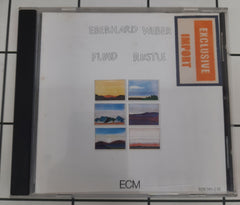 EBERHARD WEBER
FLUID RUSTLE
EXCLUSIVE
IMPORT
ECM